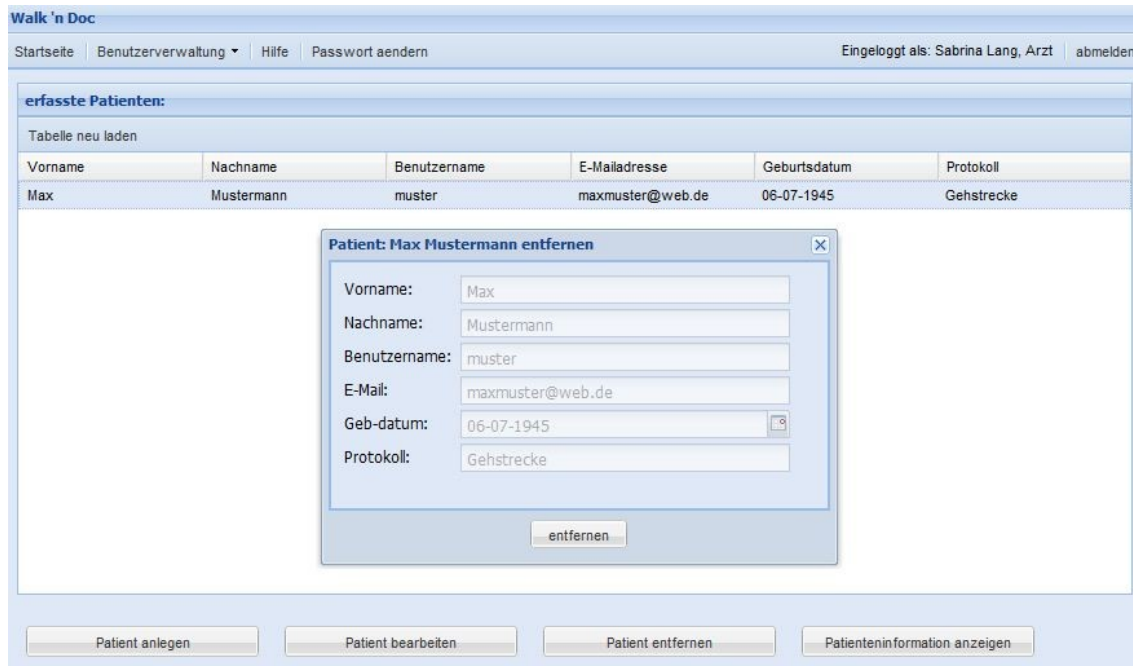 Walk 'n Doc
Startseite Benutzerverwaltung Hilfe Passwort aendern Eingeloggt als: Sabrina Lang, Arzt abmelden
erfasste Patienten:
Tabelle neu laden
Vorname Nachname Benutzername E-Mailadresse Geburtsdatum Protokoll
Max Mustermann muster maxmuster@web.de 06-07-1945 Gehstrecke
Patient: Max Mustermann entfernen
Vorname: Max
Nachname: Mustermann
Benutzername: muster
E-Mail: maxmuster@web.de
Geb-datum: 06-07-1945
Protokoll: Gehstrecke
entfernen
Patient anlegen Patient bearbeiten Patient entfernen Patienteninformation anzeigen